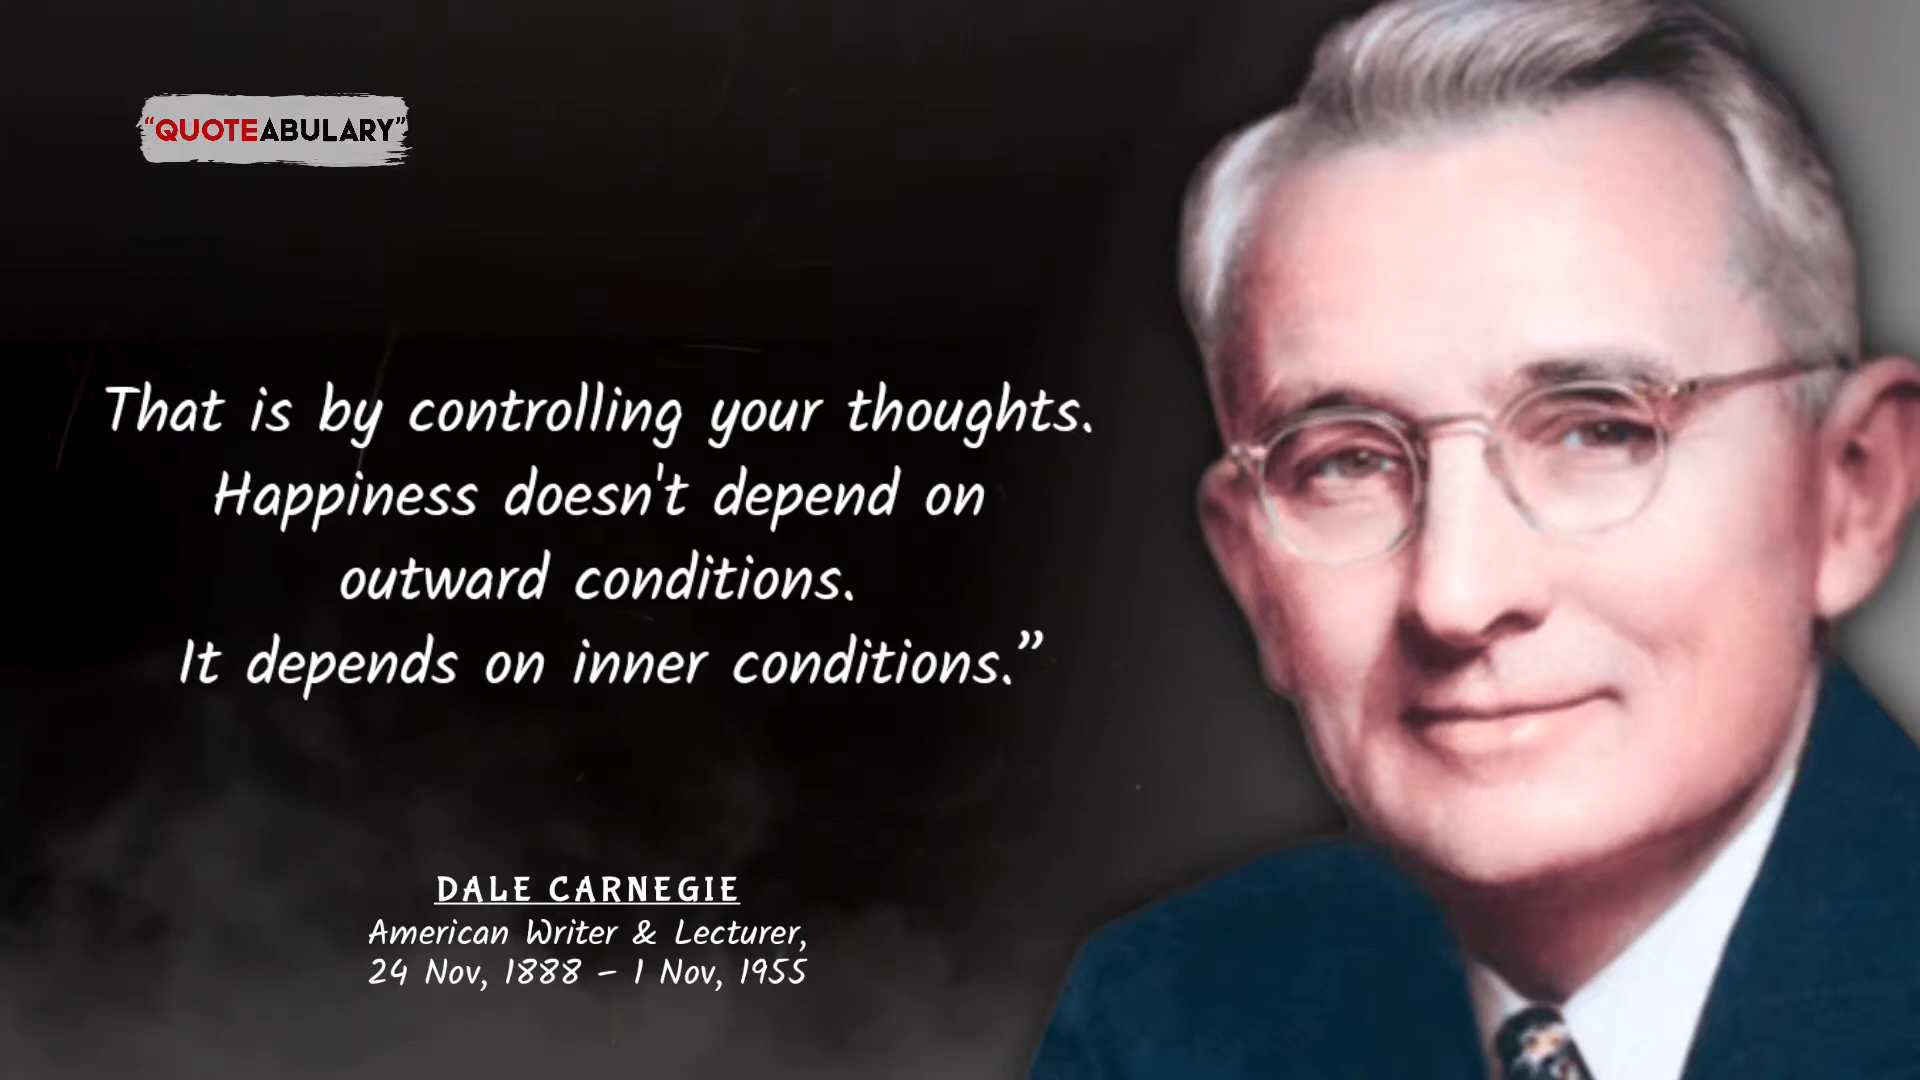 “QUOTEABULARY”
That is by controlling your thoughts.
Happiness doesn't depend on
outward conditions.
It depends on inner conditions.”
DALE CARNEGIE
American Writer & Lecturer,
24 Nov, 1888 – 1 Nov, 1955